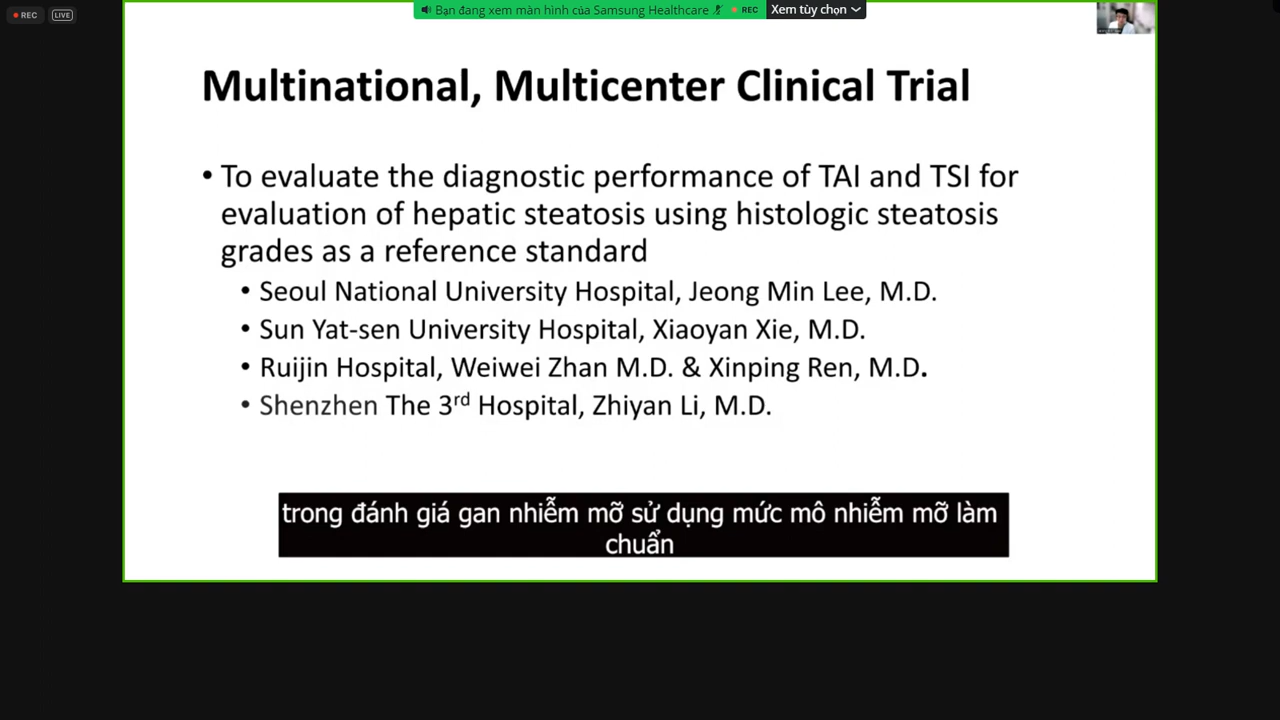 REC LIVE Bạn đang xem màn hình của Samsung Healthcare REC Xem tùy chọn
Multinational, Multicenter Clinical Trial
• To evaluate the diagnostic performance of TAI and TSI for
evaluation of hepatic steatosis using histologic steatosis
grades as a reference standard
• Seoul National University Hospital, Jeong Min Lee, M.D.
• Sun Yat-sen University Hospital, Xiaoyan Xie, M.D.
• Ruijin Hospital, Weiwei Zhan M.D. & Xinping Ren, M.D.
• Shenzhen The 3rd Hospital, Zhiyan Li, M.D.
trong đánh giá gan nhiễm mỡ sử dụng mức mô nhiễm mỡ làm
chuẩn